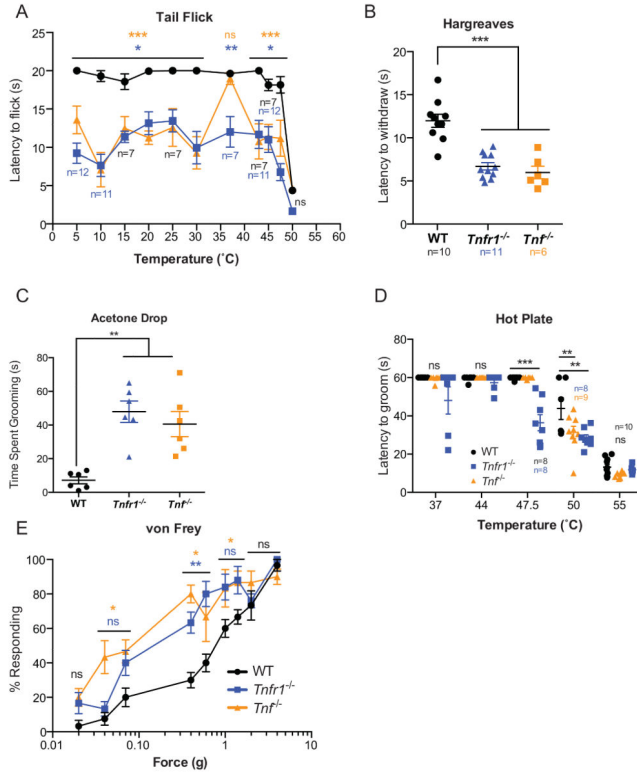 A
Tail Flick
***
*
ns
**
***
*
Latency to flick (s)
25
20
15
10
5
0
n=12
n=11
n=7
n=7
n=7
n=7
n=12
n=7
n=11
ns
0 5 10 15 20 25 30 35 40 45 50 55 60
Temperature (˚C)
B
Hargreaves
***
Latency to withdraw (s)
20
15
10
5
0
WT Tnfr1-/- Tnf-/-
n=10 n=11 n=6
C
Acetone Drop
**
Time Spent Grooming (s)
80
60
40
20
0
WT Tnfr1-/- Tnf-/-
D
Hot Plate
Latency to groom (s)
80
60
40
20
0
ns
ns
***
**
**
n=8
n=9
n=8
n=8
n=10
ns
WT
Tnfr1-/-
Tnf-/-
37 44 47.5 50 55
Temperature (°C)
E
von Frey
% Responding
100
80
60
40
20
0
ns
*
ns
*
**
*
ns
ns
WT
Tnfr1-/-
Tnf-/-
0.01 0.1 1 10
Force (g)